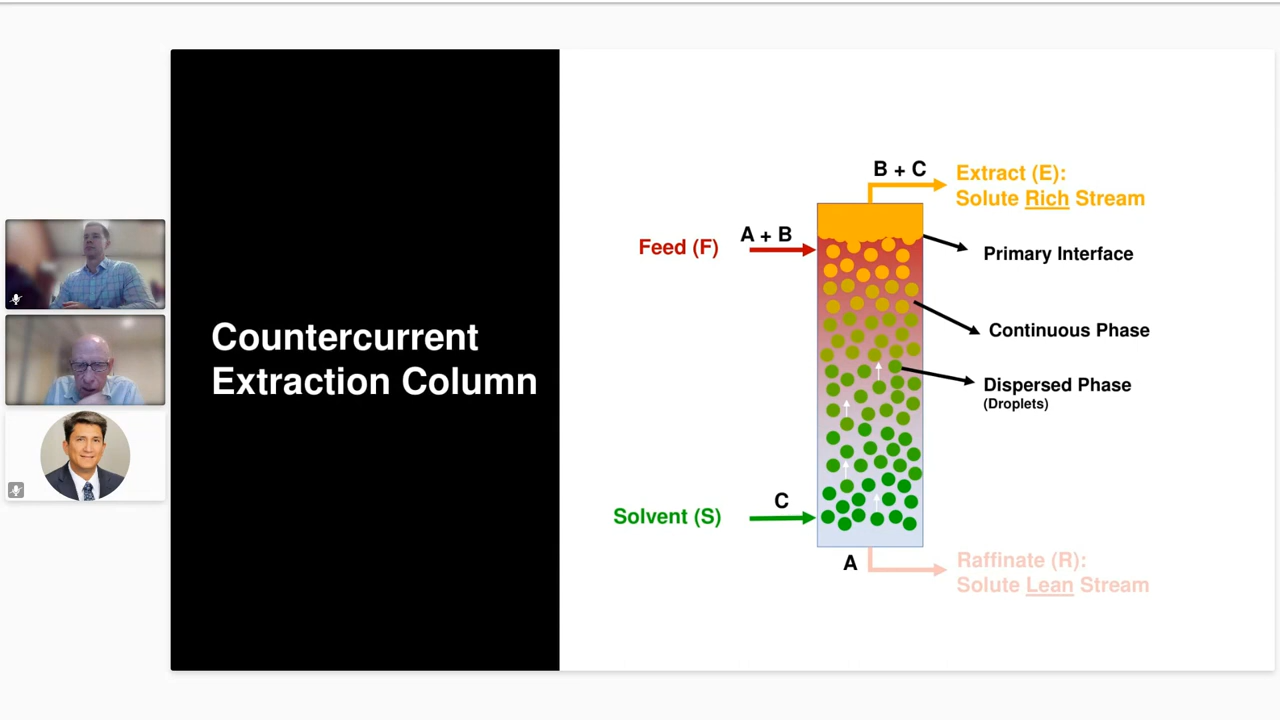 Countercurrent
Extraction Column
B + C
Extract (E):
Solute Rich Stream
A + B
Feed (F)
Primary Interface
Continuous Phase
Dispersed Phase
(Droplets)
C
Solvent (S)
A
Raffinate (R):
Solute Lean Stream